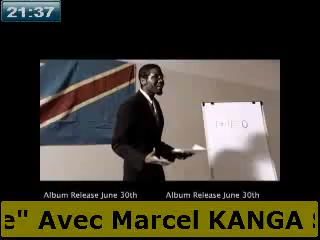 21:37
Album Release June 30th Album Release June 30th
e" Avec Marcel KANGA S